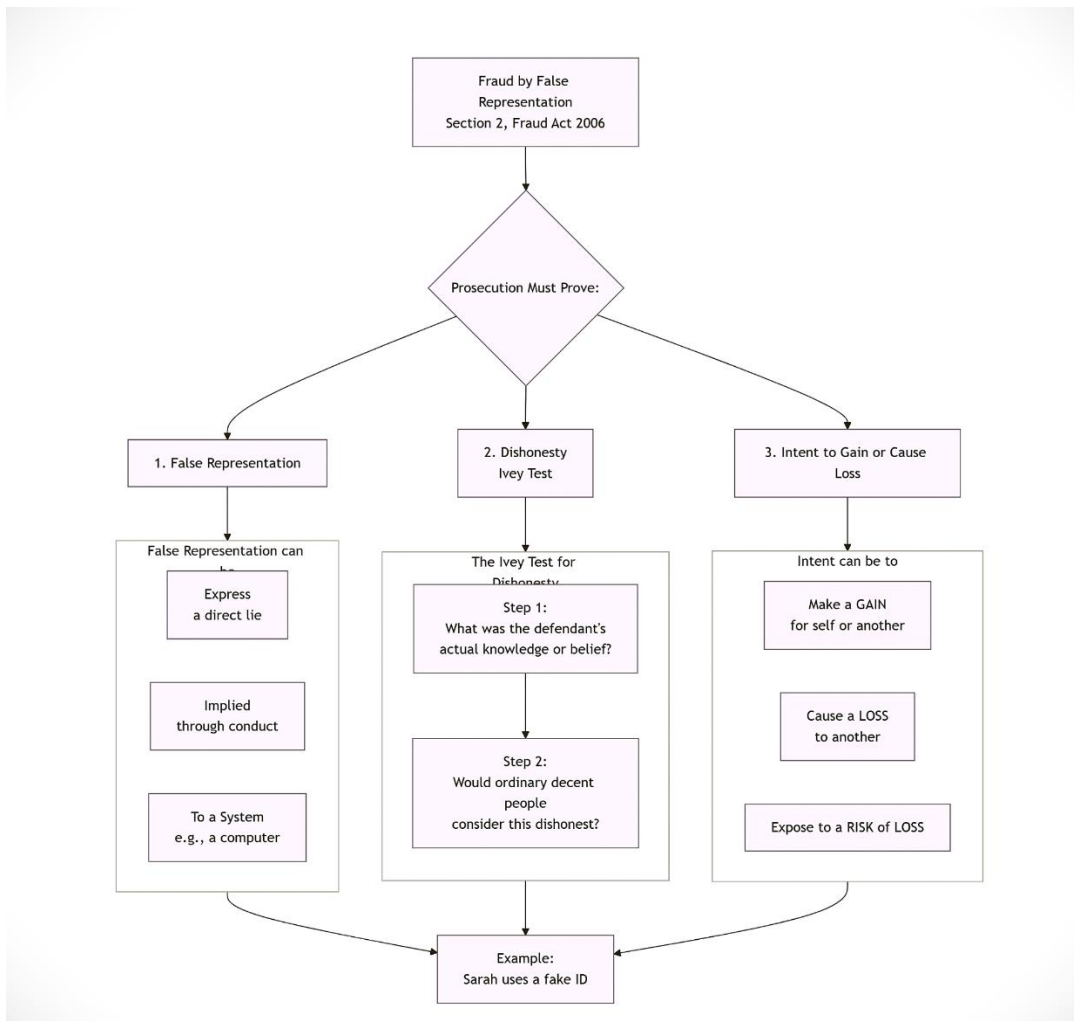 Fraud by False
Representation
Section 2, Fraud Act 2006
Prosecution Must Prove:
1. False Representation
2. Dishonesty
Ivey Test
3. Intent to Gain or Cause
Loss
False Representation can
Express
a direct lie
Implied
through conduct
To a System
e.g., a computer
The Ivey Test for
Dishonesty
Step 1:
What was the defendant's
actual knowledge or belief?
Step 2:
Would ordinary decent
people
consider this dishonest?
Intent can be to
Make a GAIN
for self or another
Cause a LOSS
to another
Expose to a RISK of LOSS
Example:
Sarah uses a fake ID